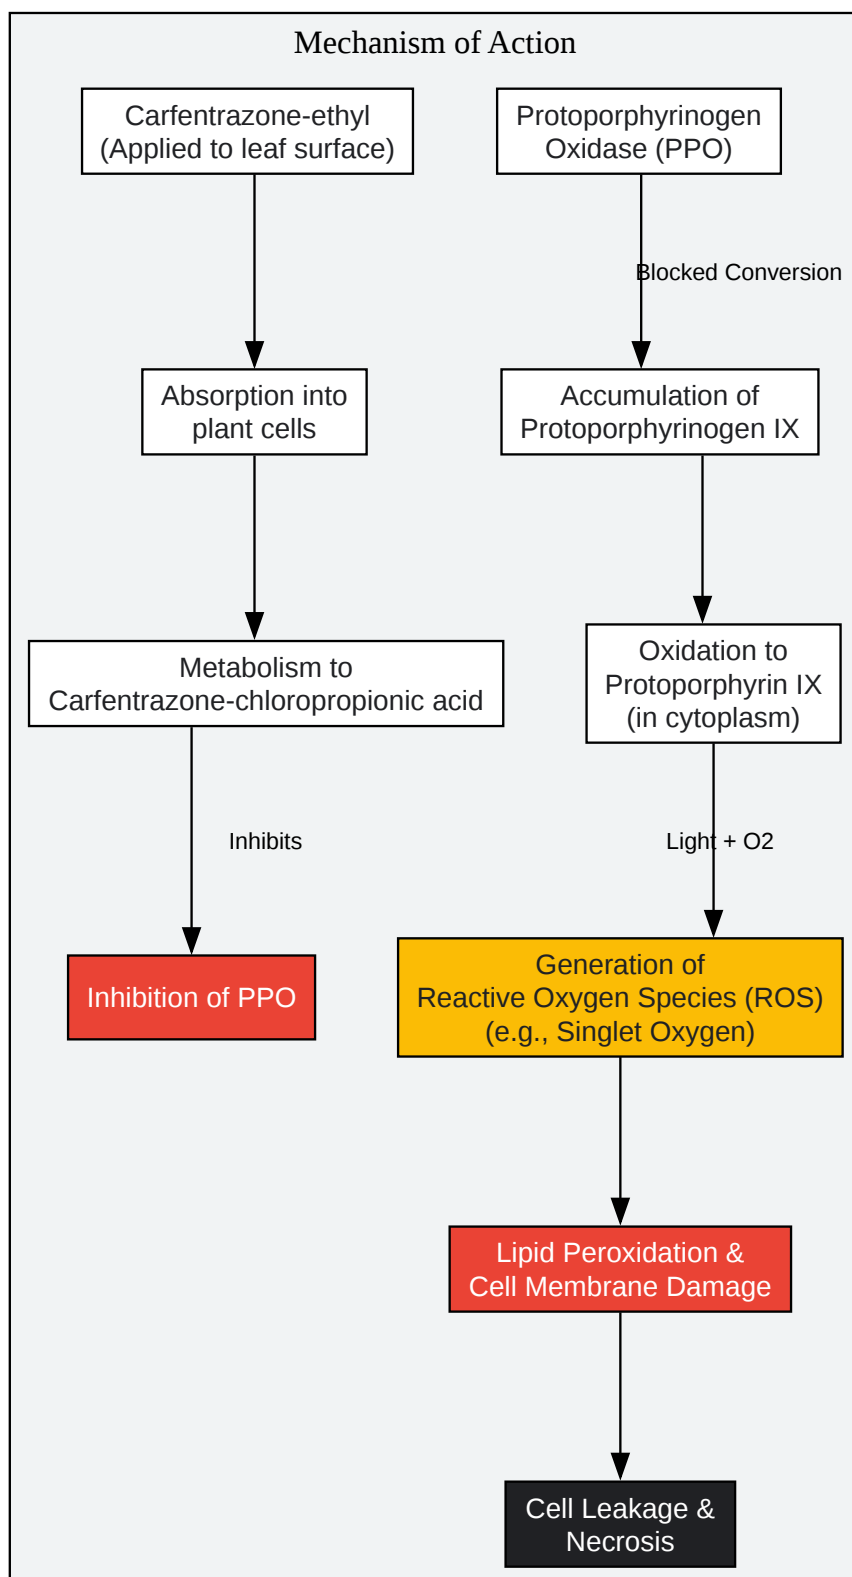 Mechanism of Action
Carfentrazone-ethyl
(Applied to leaf surface)
Protoporphyrinogen
Oxidase (PPO)
Blocked Conversion
Absorption into
plant cells
Accumulation of
Protoporphyrinogen IX
Metabolism to
Carfentrazone-chloropropionic acid
Oxidation to
Protoporphyrin IX
(in cytoplasm)
Inhibits
Light + O2
Inhibition of PPO
Generation of
Reactive Oxygen Species (ROS)
(e.g., Singlet Oxygen)
Lipid Peroxidation &
Cell Membrane Damage
Cell Leakage &
Necrosis